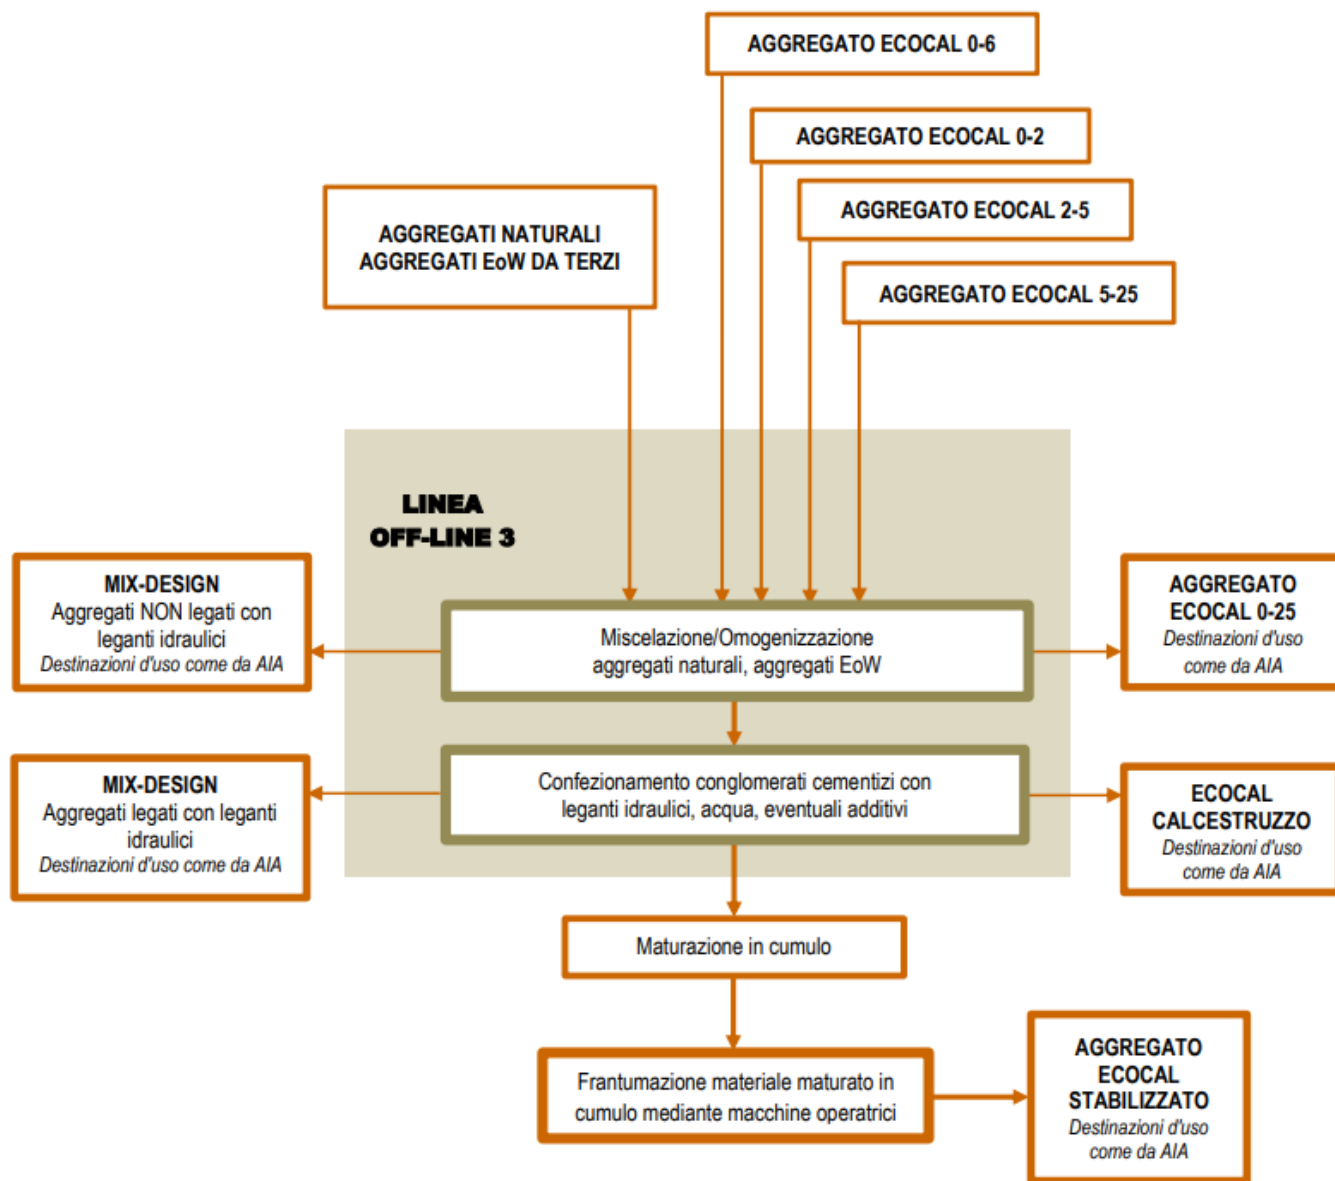 AGGREGATO ECOCAL 0-6
AGGREGATO ECOCAL 0-2
AGGREGATO ECOCAL 2-5
AGGREGATI NATURALI
AGGREGATI EoW DA TERZI
AGGREGATO ECOCAL 5-25
LINEA
OFF-LINE 3
MIX-DESIGN
Aggregati NON legati con
leganti idraulici
Destinazioni d'uso come da AIA
Miscelazione/Omogenizzazione
aggregati naturali, aggregati EoW
AGGREGATO
ECOCAL 0-25
Destinazioni d'uso
come da AIA
MIX-DESIGN
Aggregati legati con leganti
idraulici
Destinazioni d'uso come da AIA
Confezionamento conglomerati cementizi con
leganti idraulici, acqua, eventuali additivi
ECOCAL
CALCESTRUZZO
Destinazioni d'uso
come da AIA
Maturazione in cumulo
Frantumazione materiale maturato in
cumulo mediante macchine operatrici
AGGREGATO
ECOCAL
STABILIZZATO
Destinazioni d'uso
come da AIA